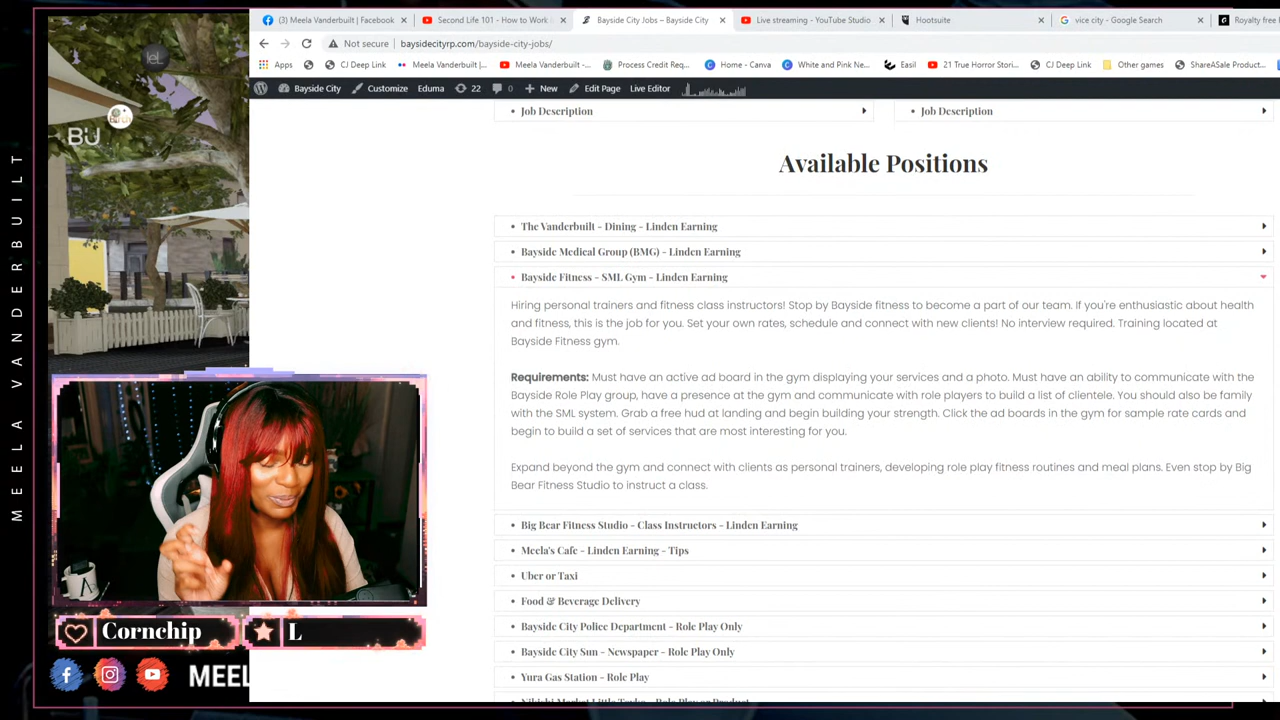 (3) Meela Vanderbuilt | Facebook
Second Life 101 - How to Work
Bayside City Jobs – Bayside City
Live streaming - YouTube Studio
Hootsuite
vice city - Google Search
Royalty free
Not secure
baysidecityrp.com/bayside-city-jobs/
Apps
CJ Deep Link
Meela Vanderbuilt |...
Meela Vanderbuilt -...
Process Credit Req...
Home - Canva
White and Pink Ne...
Easil
21 True Horror Stori...
CJ Deep Link
Other games
ShareASale Product...
Bayside City
Customize
Eduma
22
0
New
Edit Page
Live Editor
Job Description
Job Description
Available Positions
The Vanderbuilt - Dining - Linden Earning
Bayside Medical Group (BMG) - Linden Earning
Bayside Fitness - SML Gym - Linden Earning
Hiring personal trainers and fitness class instructors! Stop by Bayside fitness to become a part of our team. If you're enthusiastic about health
and fitness, this is the job for you. Set your own rates, schedule and connect with new clients! No interview required. Training located at
Bayside Fitness gym.
Requirements: Must have an active ad board in the gym displaying your services and a photo. Must have an ability to communicate with the
Bayside Role Play group, have a presence at the gym and communicate with role players to build a list of clientele. You should also be family
with the SML system. Grab a free hud at landing and begin building your strength. Click the ad boards in the gym for sample rate cards and
begin to build a set of services that are most interesting for you.
Expand beyond the gym and connect with clients as personal trainers, developing role play fitness routines and meal plans. Even stop by Big
Bear Fitness Studio to instruct a class.
Big Bear Fitness Studio - Class Instructors - Linden Earning
Meela's Cafe - Linden Earning - Tips
Uber or Taxi
Food & Beverage Delivery
Bayside City Police Department - Role Play Only
Bayside City Sun - Newspaper - Role Play Only
Yura Gas Station - Role Play
MEELA VANDERBUILT
Cornchip
L
MEEL